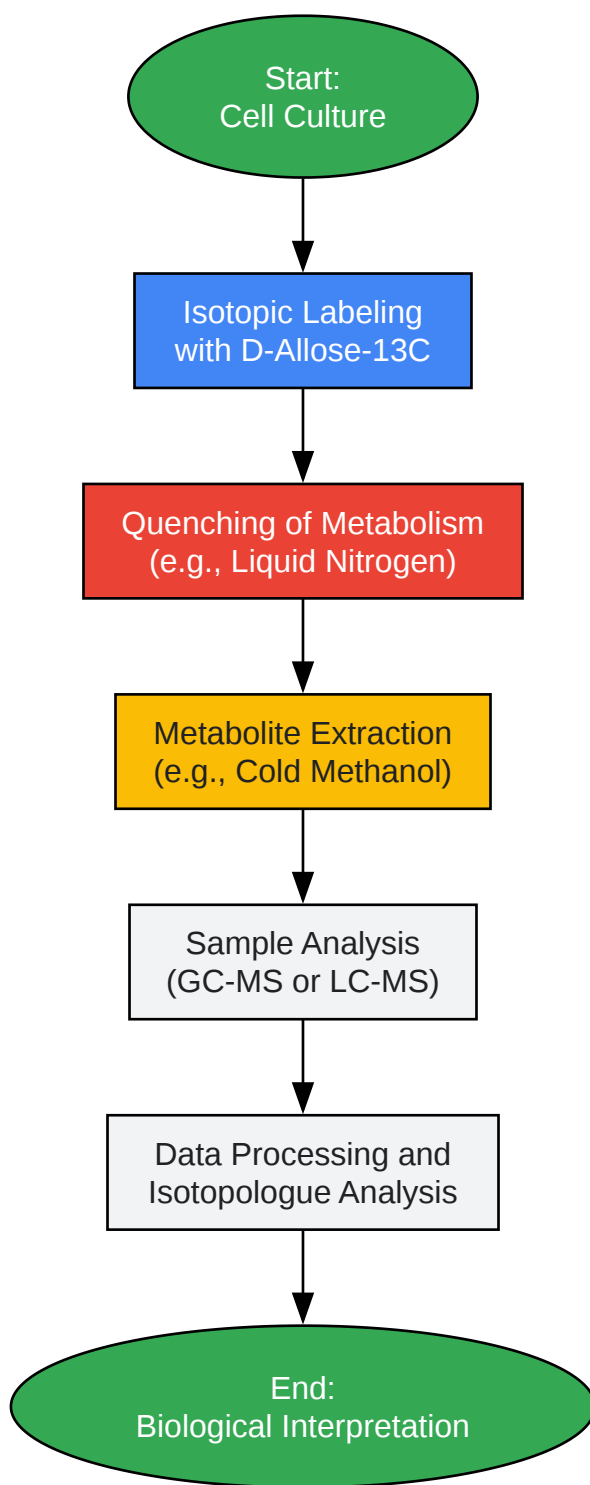 Start:
Cell Culture
Isotopic Labeling
with D-Allose-13C
Quenching of Metabolism
(e.g., Liquid Nitrogen)
Metabolite Extraction
(e.g., Cold Methanol)
Sample Analysis
(GC-MS or LC-MS)
Data Processing and
Isotopologue Analysis
End:
Biological Interpretation